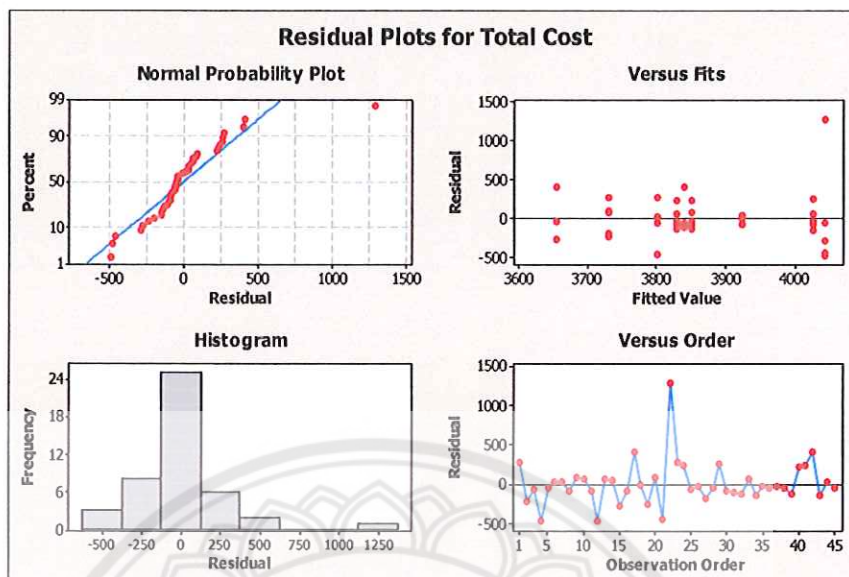 Residual Plots for Total Cost
Normal Probability Plot
99
90
50
10
1
Percent
-500 0 500 1000 1500
Residual
Versus Fits
1500
1000
500
0
-500
Residual
3600 3700 3800 3900 4000
Fitted Value
Histogram
24
18
12
6
0
Frequency
-500 -250 0 250 500 750 1000 1250
Residual
Versus Order
1500
1000
500
0
-500
Residual
1 5 10 15 20 25 30 35 40 45
Observation Order